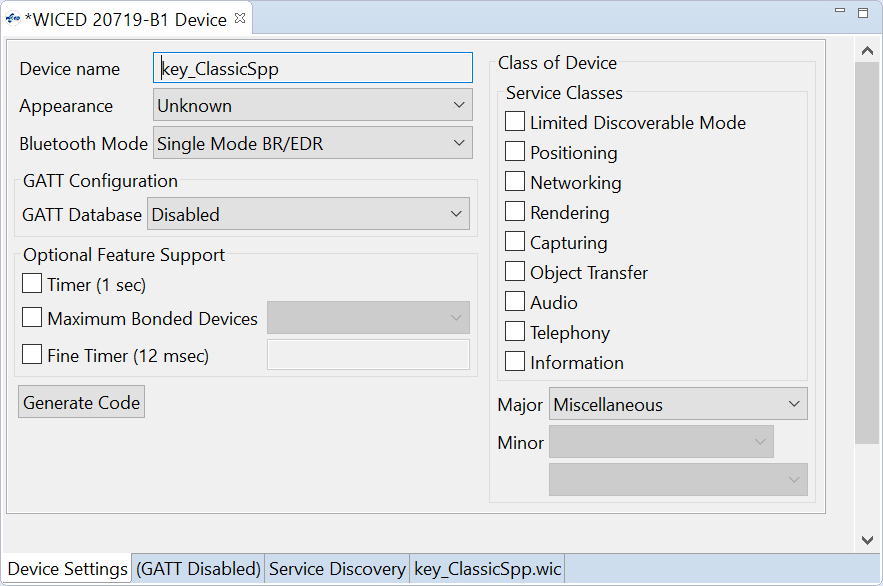 *WICED 20719-B1 Device
Device name
key_ClassicSpp
Appearance
Unknown
Bluetooth Mode
Single Mode BR/EDR
GATT Configuration
GATT Database
Disabled
Optional Feature Support
Timer (1 sec)
Maximum Bonded Devices
Fine Timer (12 msec)
Generate Code
Class of Device
Service Classes
Limited Discoverable Mode
Positioning
Networking
Rendering
Capturing
Object Transfer
Audio
Telephony
Information
Major
Miscellaneous
Minor
Device Settings
(GATT Disabled)
Service Discovery
key_ClassicSpp.wic